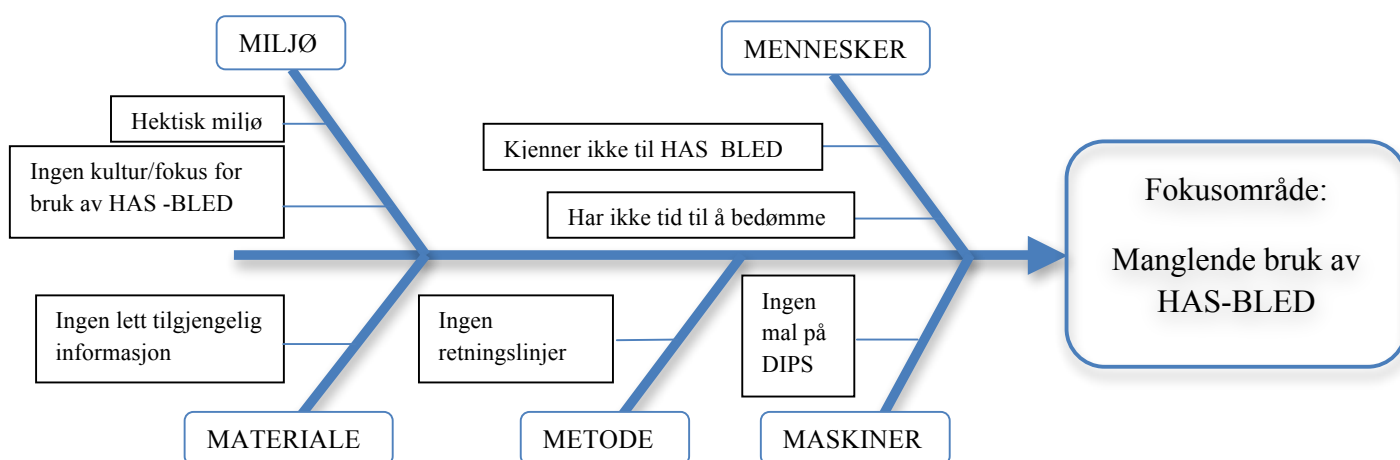 MILJØ
MENNESKER
Hektisk miljø
Ingen kultur/fokus for
bruk av HAS -BLED
Kjenner ikke til HAS BLED
Har ikke tid til å bedømme
Fokusområde:
Manglende bruk av
HAS-BLED
Ingen lett tilgjengelig
informasjon
Ingen
retningslinjer
Ingen
mal på
DIPS
MATERIALE
METODE
MASKINER